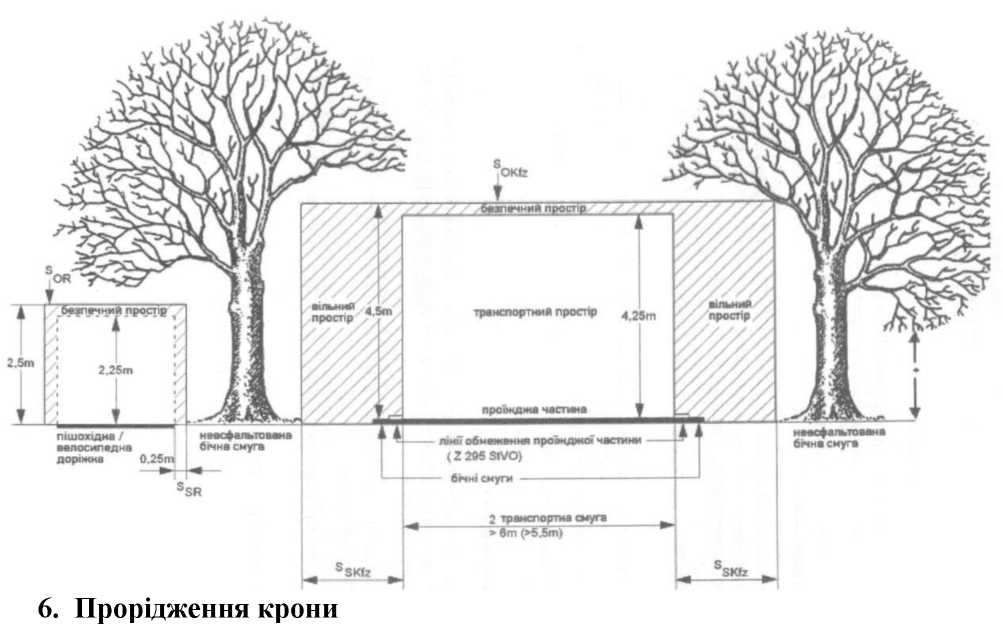 S OKfz
безпечний простір
S OR
безпечний простір
вільний
простір
4,5m
транспортний простір
4,25m
вільний
простір
2,5m
2,25m
проїжджа частина
пішохідна /
велосипедна
доріжка
0,25m
неасфальтована
бічна смуга
лінії обмеження проїжджої частини
( Z 295 StVO)
неасфальтована
бічна смуга
бічні смуги
S SR
2 транспортна смуга
> 6m (>5,5m)
S SKfz
S SKfz
6. Прорідження крони